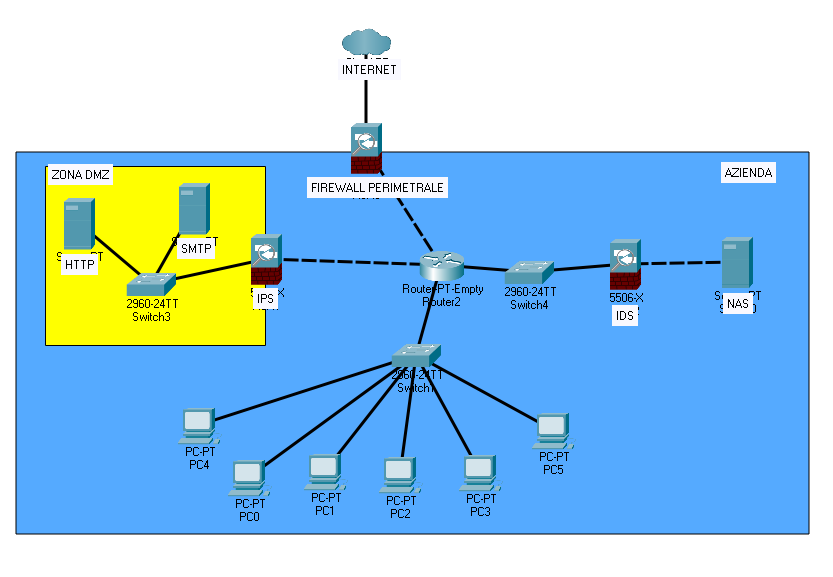 INTERNET
ZONA DMZ
AZIENDA
FIREWALL PERIMETRALE
SMTP
HTTP
IPS
2960-24TT
Switch3
Router-PT-Empty
Router2
2960-24TT
Switch4
5506-X
IDS
NAS
2960-24TT
Switch1
PC-PT
PC4
PC-PT
PC0
PC-PT
PC1
PC-PT
PC2
PC-PT
PC3
PC-PT
PC5